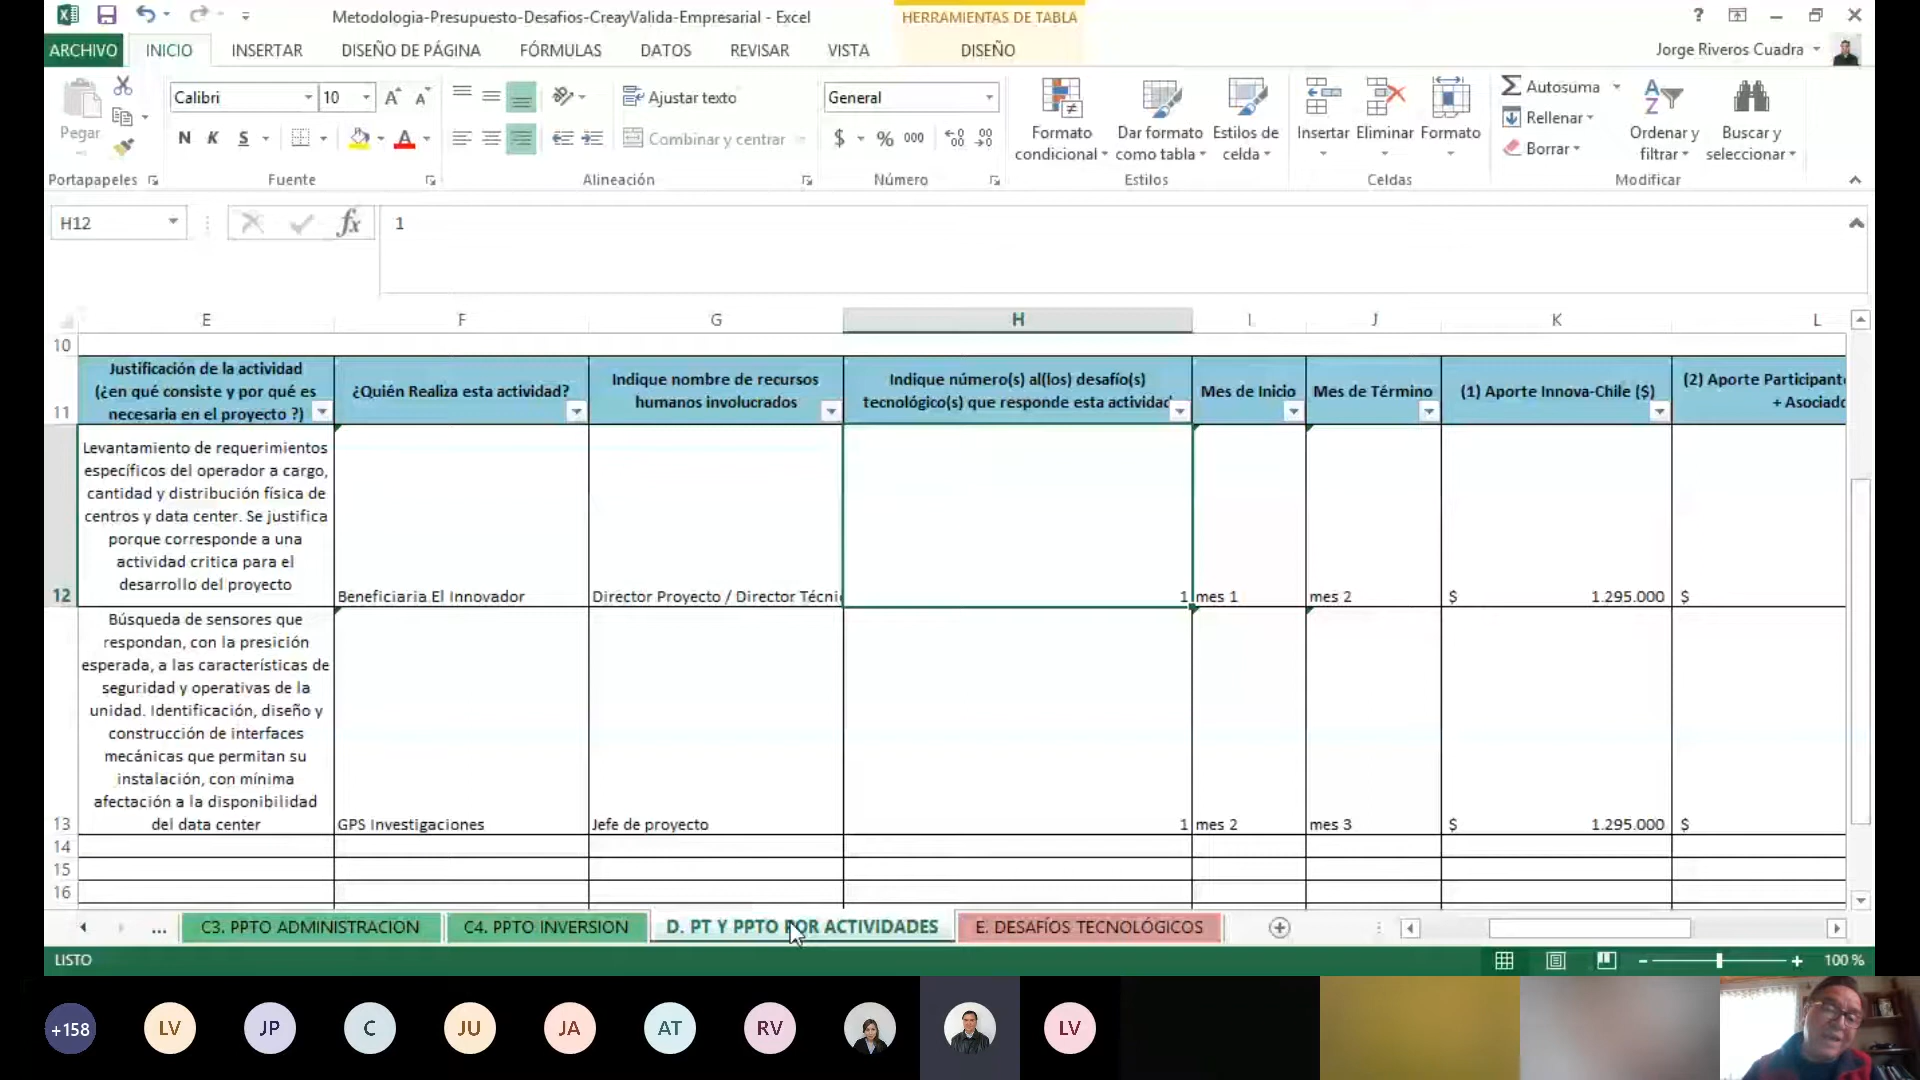 Metodologia-Presupuesto-Desafios-CreayValida-Empresarial - Excel
HERRAMIENTAS DE TABLA
?
ARCHIVO
INICIO
INSERTAR
DISEÑO DE PÁGINA
FÓRMULAS
DATOS
REVISAR
VISTA
DISEÑO
Jorge Riveros Cuadra
Pegar
Portapapeles
Calibri
10
N K S
Fuente
Ajustar texto
Combinar y centrar
Alineación
General
$ % 000
Número
Formato
condicional
Dar formato
como tabla
Estilos de
celda
Estilos
Insertar
Eliminar
Formato
Celdas
Autosuma
Rellenar
Borrar
Ordenar y
filtrar
Buscar y
seleccionar
Modificar
H12
fx
1
E F G H I J K L
10
11
Justificación de la actividad
(¿en qué consiste y por qué es
necesaria en el proyecto ?)
¿Quién Realiza esta actividad?
Indique nombre de recursos
humanos involucrados
Indique número(s) al(los) desafío(s)
tecnológico(s) que responde esta actividad
Mes de Inicio
Mes de Término
(1) Aporte Innova-Chile ($)
(2) Aporte Participant
+ Asociad
12
Levantamiento de requerimientos
específicos del operador a cargo,
cantidad y distribución física de
centros y data center. Se justifica
porque corresponde a una
actividad critica para el
desarrollo del proyecto
Beneficiaria El Innovador
Director Proyecto / Director Técni
1
mes 1
mes 2
$ 1.295.000
$
13
Búsqueda de sensores que
respondan, con la presición
esperada, a las características de
seguridad y operativas de la
unidad. Identificación, diseño y
construcción de interfaces
mecánicas que permitan su
instalación, con mínima
afectación a la disponibilidad
del data center
GPS Investigaciones
Jefe de proyecto
1
mes 2
mes 3
$ 1.295.000
$
14
15
16
...
C3. PPTO ADMINISTRACION
C4. PPTO INVERSION
D. PT Y PPTO POR ACTIVIDADES
E. DESAFÍOS TECNOLÓGICOS
LISTO
100 %
+158
LV
JP
C
JU
JA
AT
RV
LV